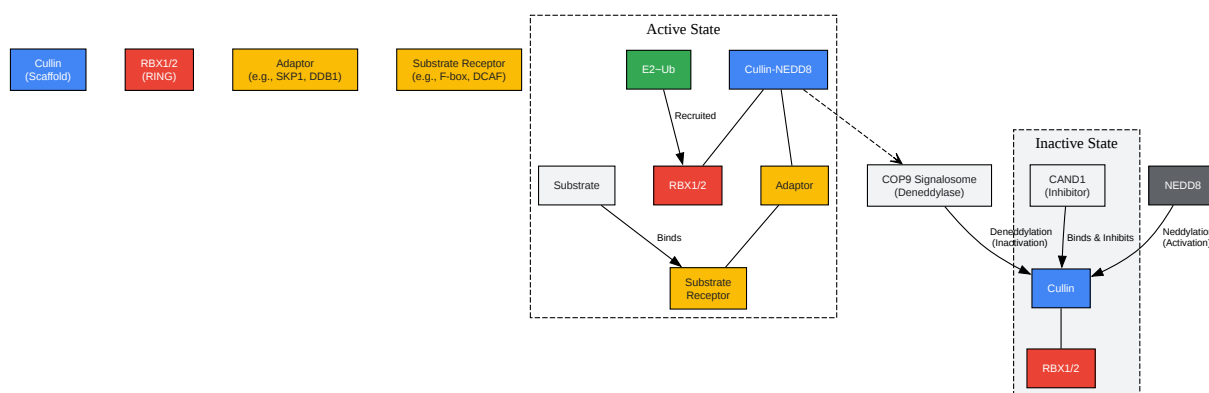 Cullin
(Scaffold)
RBX1/2
(RING)
Adaptor
(e.g., SKP1, DDB1)
Substrate Receptor
(e.g., F-box, DCAF)
Active State
E2−Ub
Cullin-NEDD8
Recruited
Substrate
RBX1/2
Adaptor
Binds
Substrate
Receptor
COP9 Signalosome
(Deneddylase)
Inactive State
CAND1
(Inhibitor)
NEDD8
Deneddylation
(Inactivation)
Binds & Inhibits
Neddylatio
(Activation)
Cullin
RBX1/2